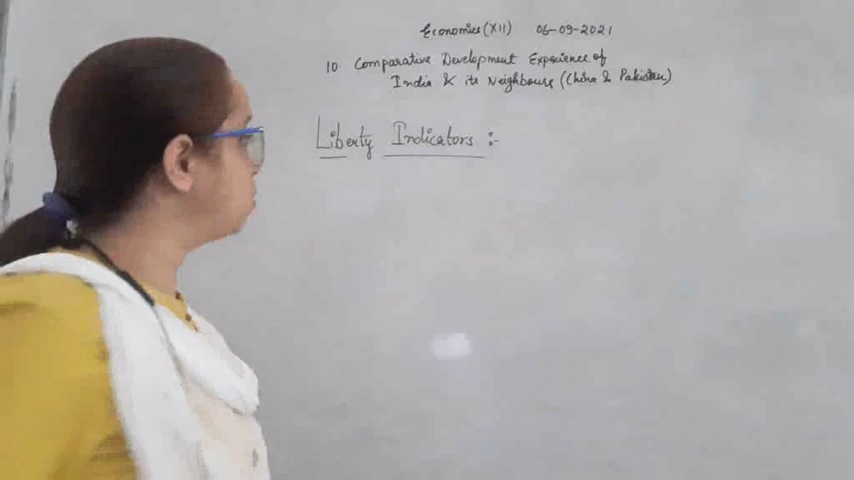 Economics (XII) 06-09-2021
10 Comparative Development Experience of
India & its Neighbours (China & Pakistan)
Liberty Indicators :-